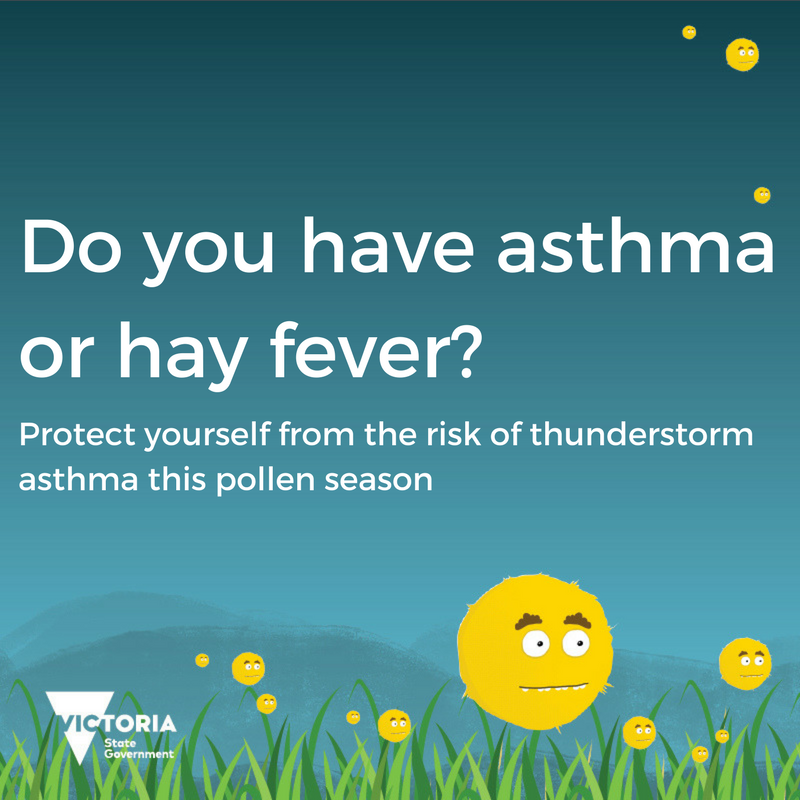 Do you have asthma
or hay fever?
Protect yourself from the risk of thunderstorm
asthma this pollen season
VICTORIA
State
Government